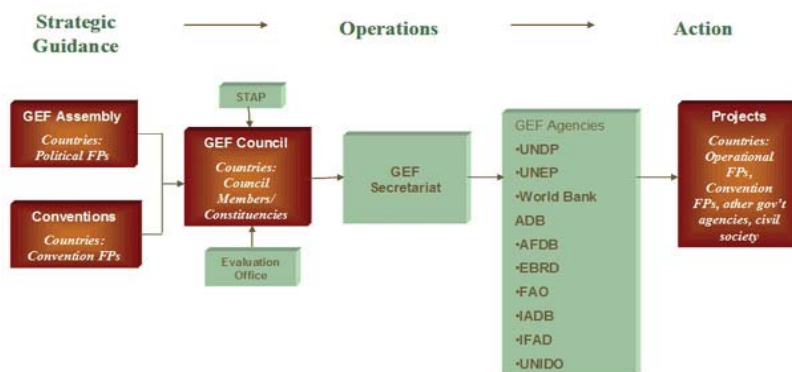 Strategic
Guidance
Operations
Action
GEF Assembly
Countries:
Political FPs
Conventions
Countries:
Convention FPs
STAP
GEF Council
Countries:
Council
Members/
Constituencies
Evaluation
Office
GEF
Secretariat
GEF Agencies
•UNDP
•UNEP
•World Bank
ADB
•AFDB
•EBRD
•FAO
•IADB
•IFAD
•UNIDO
Projects
Countries:
Operational
FPs,
Convention
FPs, other gov't
agencies, civil
society